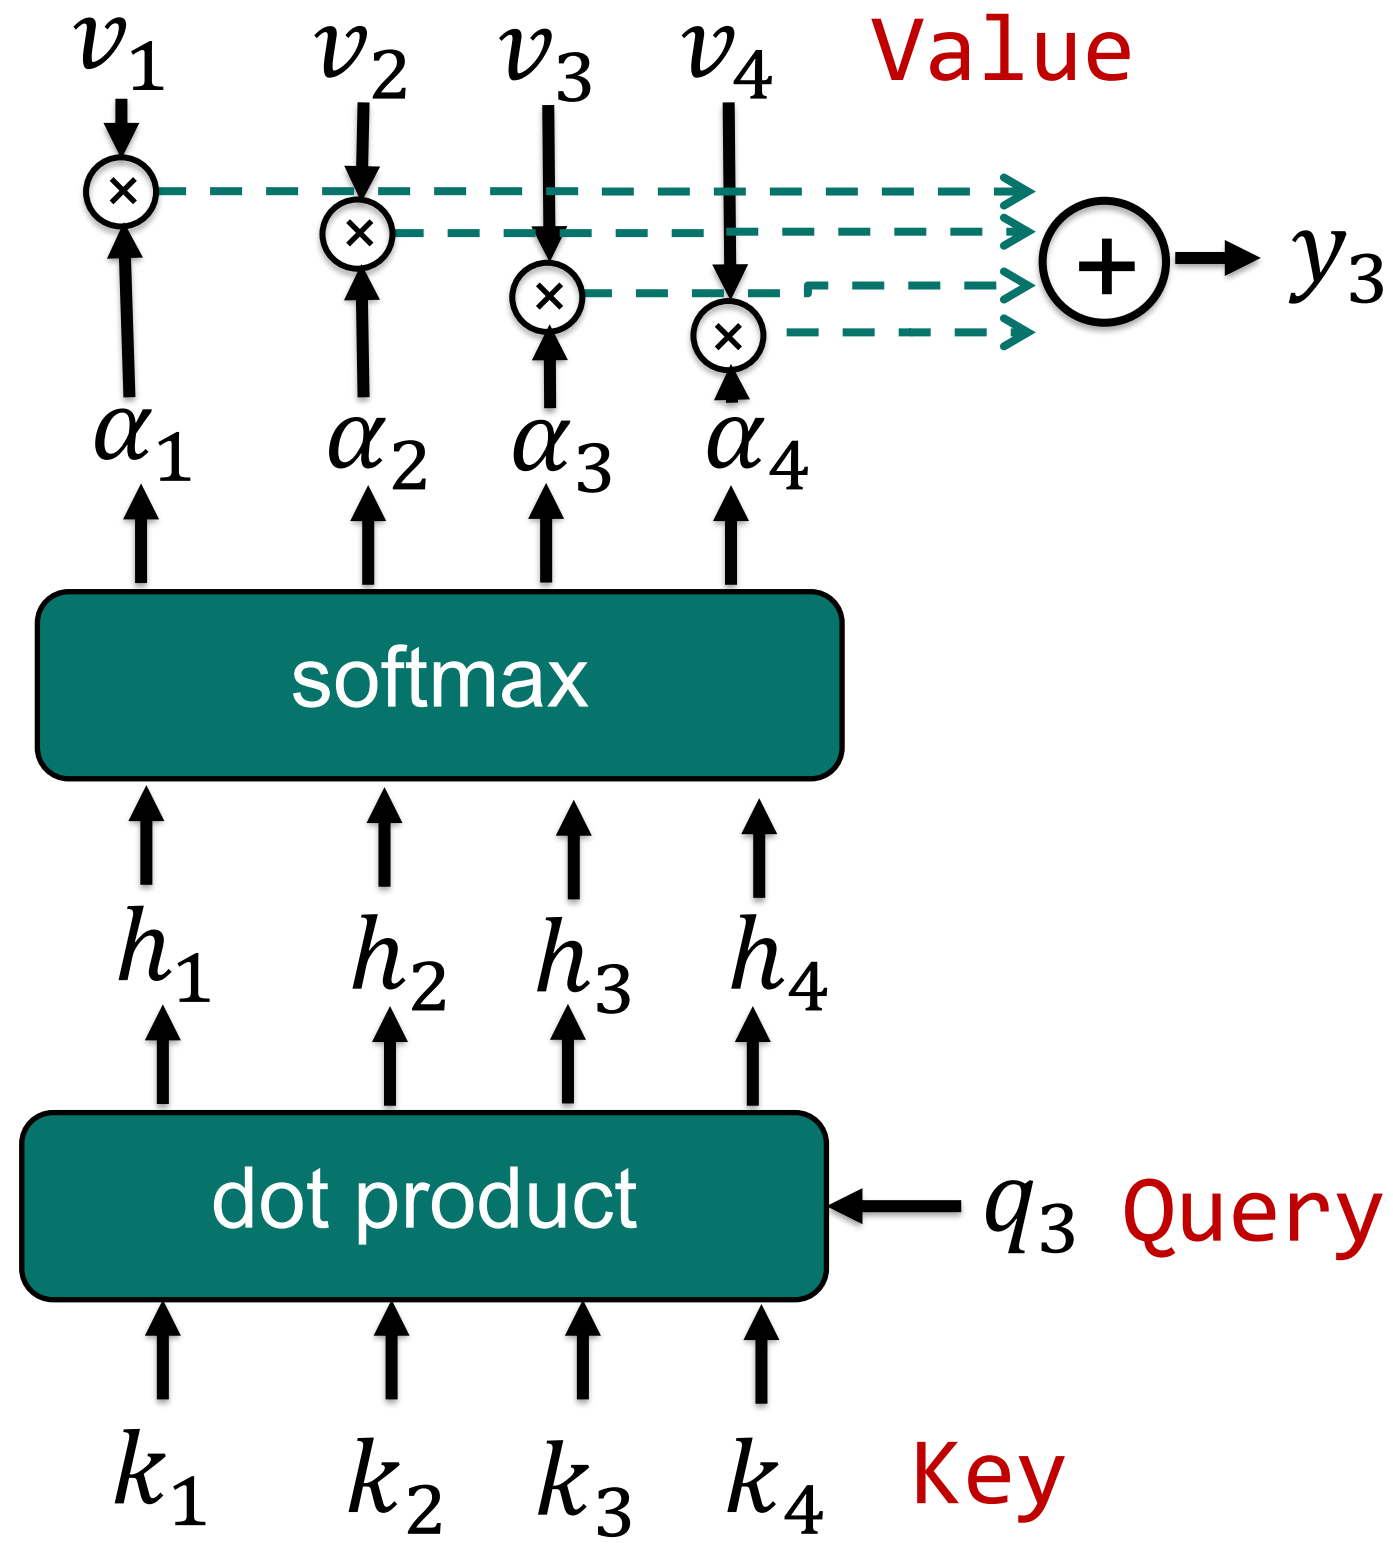 v₁ v₂ v₃ v₄ Value
× × × ×
+ y₃
α₁ α₂ α₃ α₄
softmax
h₁ h₂ h₃ h₄
dot product q₃ Query
k₁ k₂ k₃ k₄ Key